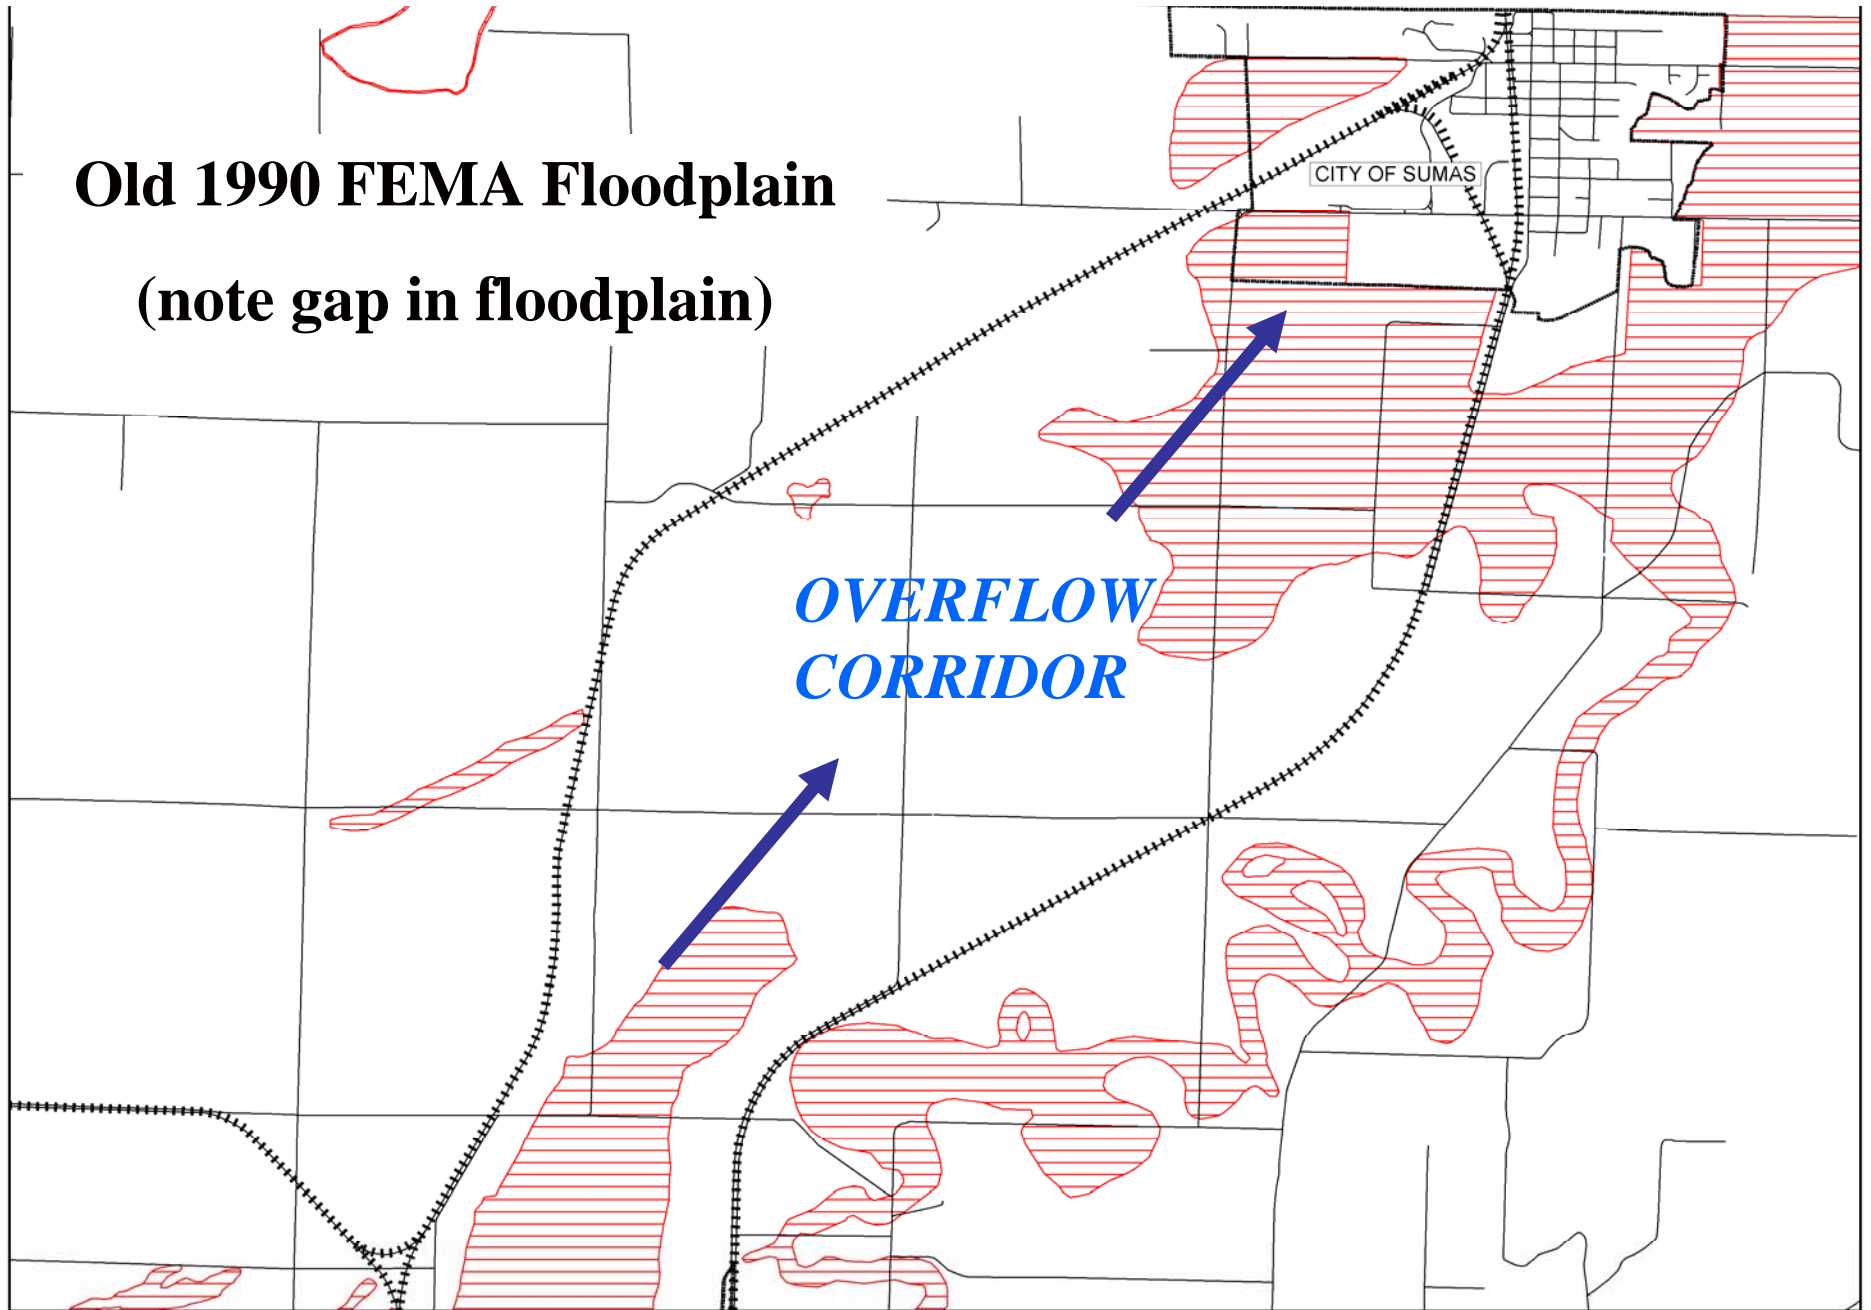 Old 1990 FEMA Floodplain
(note gap in floodplain)
CITY OF SUMAS
OVERFLOW
CORRIDOR